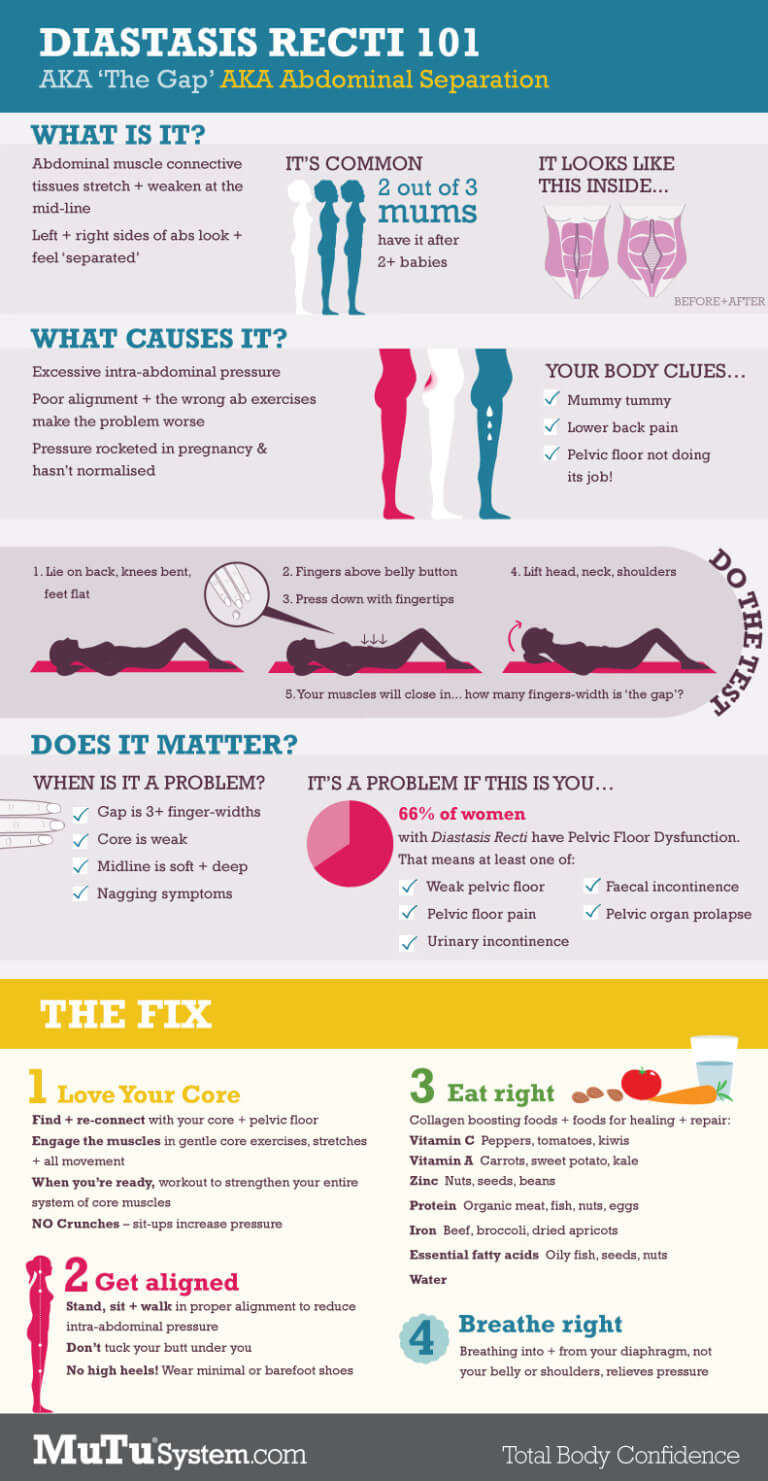 DIASTASIS RECTI 101
AKA ‘The Gap’ AKA Abdominal Separation
WHAT IS IT?
Abdominal muscle connective
tissues stretch + weaken at the
mid-line
Left + right sides of abs look +
feel ‘separated’
IT’S COMMON
2 out of 3
mums
have it after
2+ babies
IT LOOKS LIKE
THIS INSIDE...
BEFORE+AFTER
WHAT CAUSES IT?
Excessive intra-abdominal pressure
Poor alignment + the wrong ab exercises
make the problem worse
Pressure rocketed in pregnancy &
hasn’t normalised
YOUR BODY CLUES...
Mummy tummy
Lower back pain
Pelvic floor not doing
its job!
DO THE TEST
1. Lie on back, knees bent,
feet flat
2. Fingers above belly button
3. Press down with fingertips
4. Lift head, neck, shoulders
5. Your muscles will close in... how many fingers-width is ‘the gap’?
DOES IT MATTER?
WHEN IS IT A PROBLEM?
Gap is 3+ finger-widths
Core is weak
Midline is soft + deep
Nagging symptoms
IT’S A PROBLEM IF THIS IS YOU...
66% of women
with Diastasis Recti have Pelvic Floor Dysfunction.
That means at least one of:
Weak pelvic floor
Pelvic floor pain
Urinary incontinence
Faecal incontinence
Pelvic organ prolapse
THE FIX
1 Love Your Core
Find + re-connect with your core + pelvic floor
Engage the muscles in gentle core exercises, stretches
+ all movement
When you’re ready, workout to strengthen your entire
system of core muscles
NO Crunches – sit-ups increase pressure
2 Get aligned
Stand, sit + walk in proper alignment to reduce
intra-abdominal pressure
Don’t tuck your butt under you
No high heels! Wear minimal or barefoot shoes
3 Eat right
Collagen boosting foods + foods for healing + repair:
Vitamin C Peppers, tomatoes, kiwis
Vitamin A Carrots, sweet potato, kale
Zinc Nuts, seeds, beans
Protein Organic meat, fish, nuts, eggs
Iron Beef, broccoli, dried apricots
Essential fatty acids Oily fish, seeds, nuts
Water
4 Breathe right
Breathing into + from your diaphragm, not
your belly or shoulders, relieves pressure
MuTu® System.com
Total Body Confidence